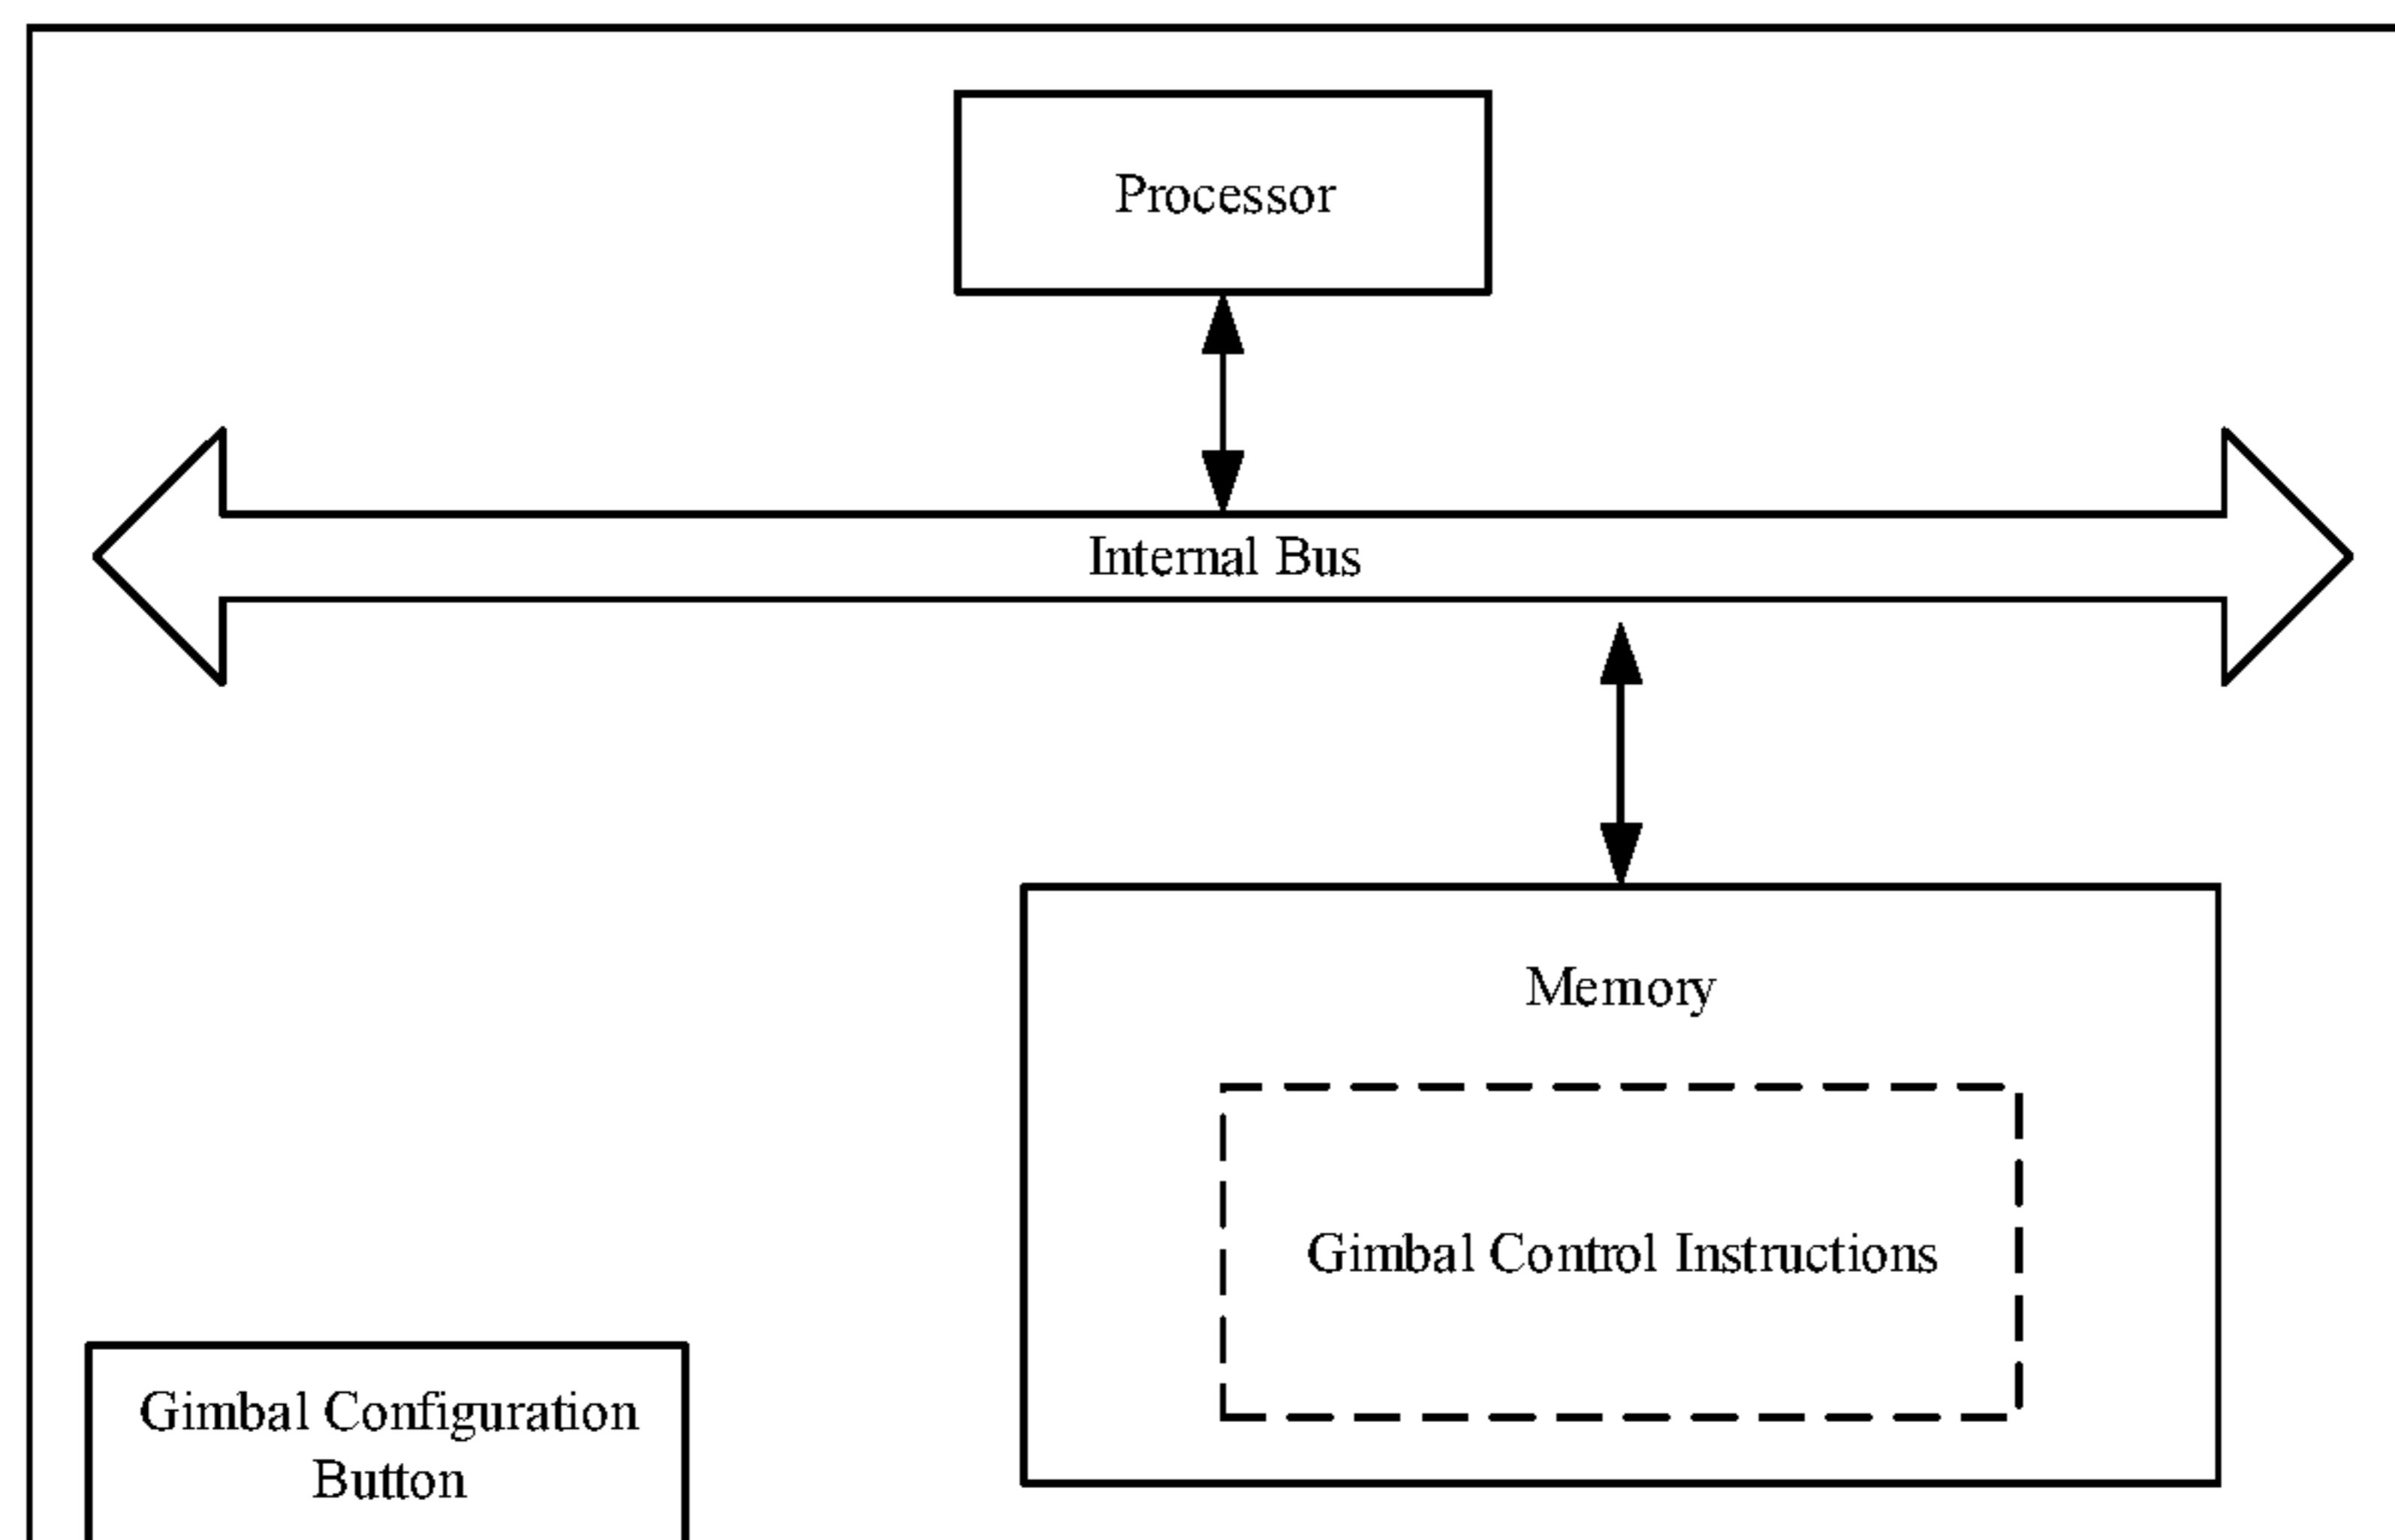 Processor
Internal Bus
Memory
Gimbal Control Instructions
Gimbal Configuration
Button